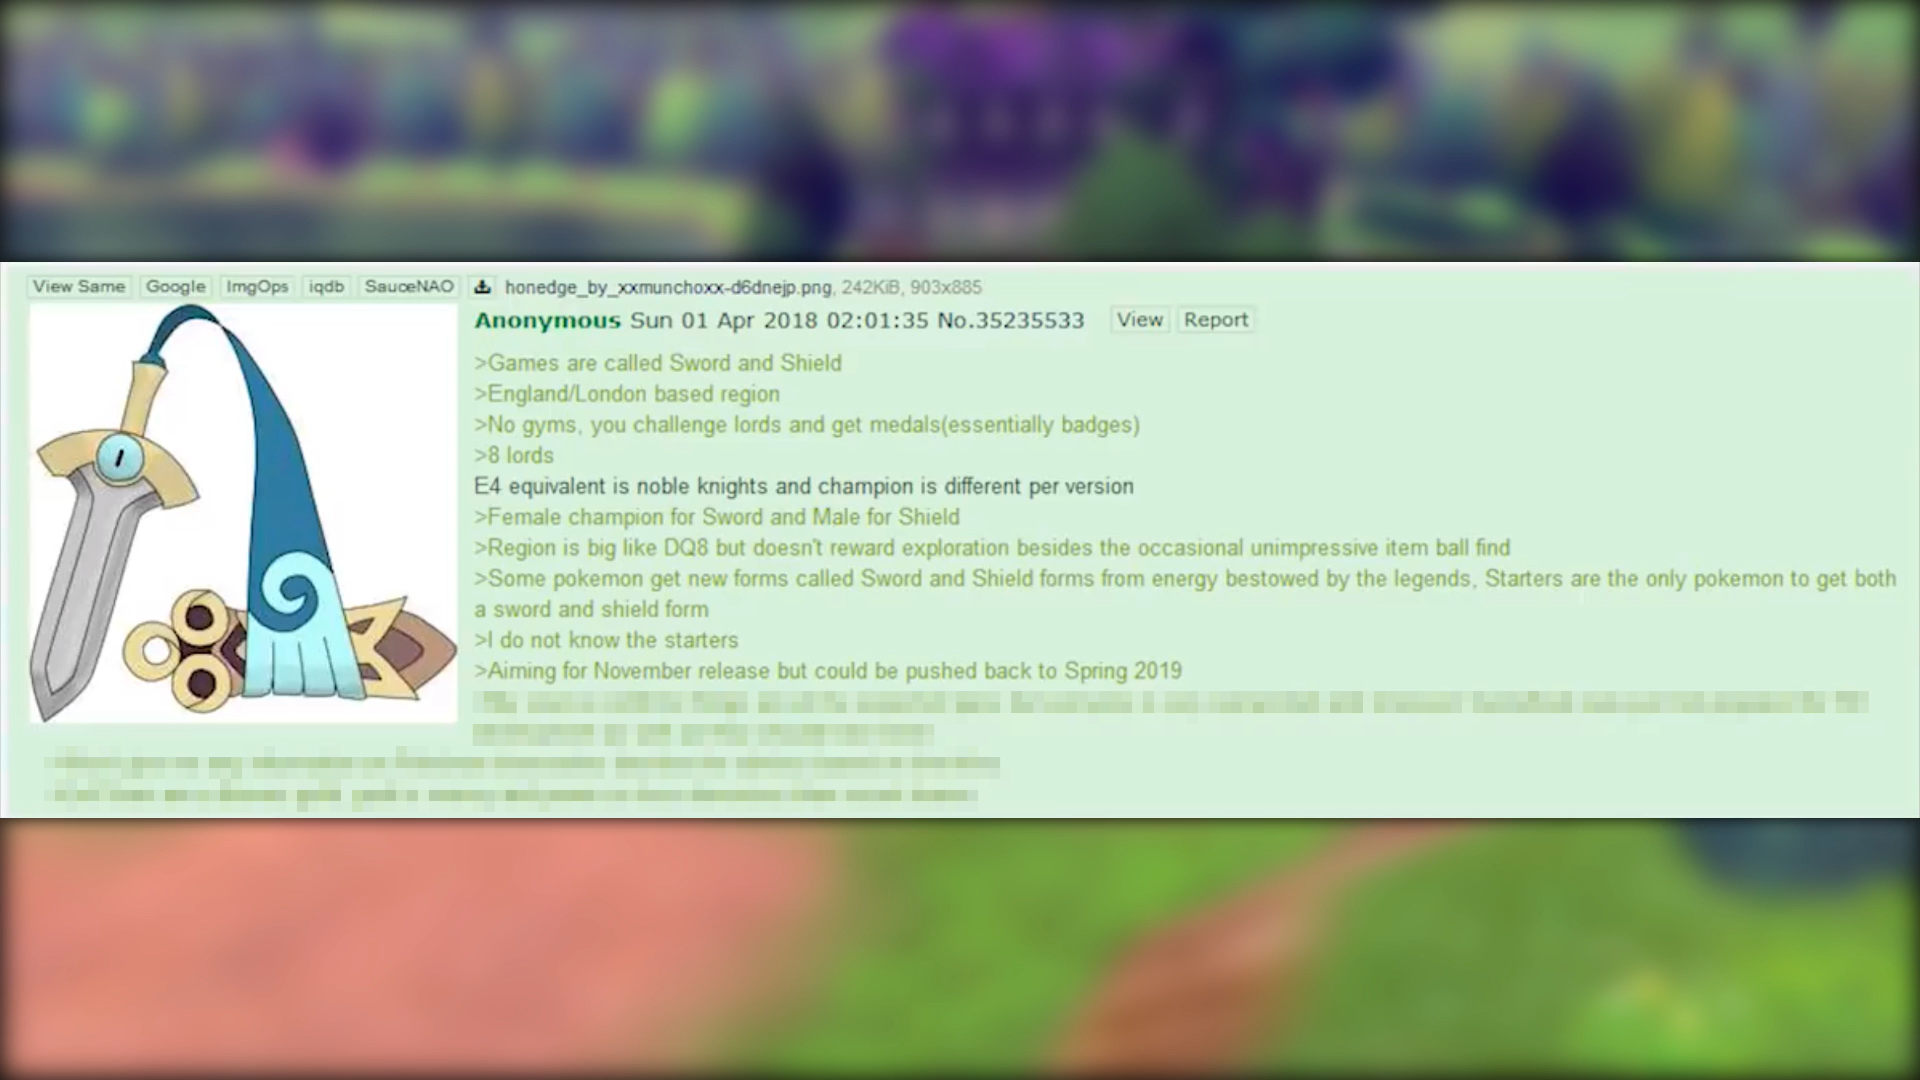 View Same Google ImgOps iqdb SauceNAO honedge_by_xxmunchoxx-d6dnejp.png, 242KiB, 903x885
Anonymous Sun 01 Apr 2018 02:01:35 No.35235533 View Report
>Games are called Sword and Shield
>England/London based region
>No gyms, you challenge lords and get medals(essentially badges)
>8 lords
E4 equivalent is noble knights and champion is different per version
>Female champion for Sword and Male for Shield
>Region is big like DQ8 but doesn't reward exploration besides the occasional unimpressive item ball find
>Some pokemon get new forms called Sword and Shield forms from energy bestowed by the legends, Starters are the only pokemon to get both
a sword and shield form
>I do not know the starters
>Aiming for November release but could be pushed back to Spring 2019